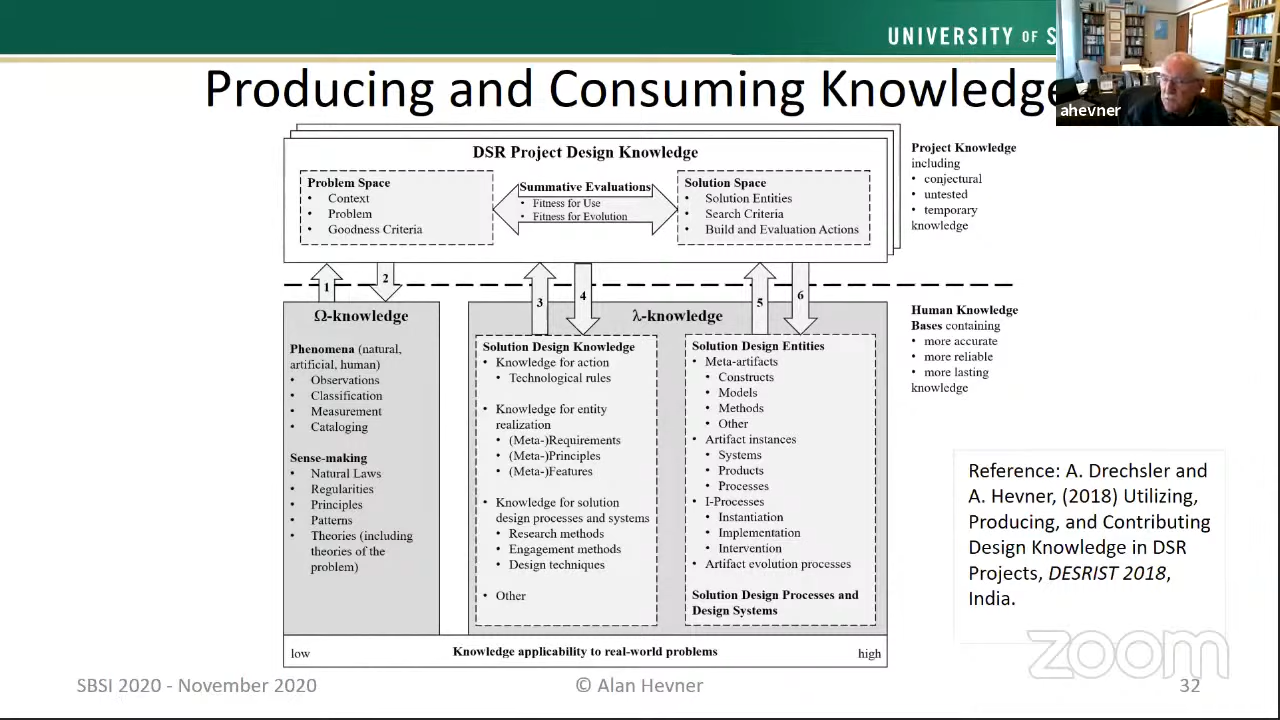 UNIVERSITY OF S
ahevner
Producing and Consuming Knowledge
DSR Project Design Knowledge
Problem Space
• Context
• Problem
• Goodness Criteria
Summative Evaluations
• Fitness for Use
• Fitness for Evolution
Solution Space
• Solution Entities
• Search Criteria
• Build and Evaluation Actions
Project Knowledge
including
• conjectural
• untested
• temporary
knowledge
1
2
3
4
5
6
Ω-knowledge
Phenomena (natural,
artificial, human)
• Observations
• Classification
• Measurement
• Cataloging
Sense-making
• Natural Laws
• Regularities
• Principles
• Patterns
• Theories (including
theories of the
problem)
λ-knowledge
Solution Design Knowledge
• Knowledge for action
• Technological rules
• Knowledge for entity
realization
• (Meta-)Requirements
• (Meta-)Principles
• (Meta-)Features
• Knowledge for solution
design processes and systems
• Research methods
• Engagement methods
• Design techniques
• Other
Solution Design Entities
• Meta-artifacts
• Constructs
• Models
• Methods
• Other
• Artifact instances
• Systems
• Products
• Processes
• I-Processes
• Instantiation
• Implementation
• Intervention
• Artifact evolution processes
Solution Design Processes and
Design Systems
Human Knowledge
Bases containing
• more accurate
• more reliable
• more lasting
knowledge
low
Knowledge applicability to real-world problems
high
Reference: A. Drechsler and
A. Hevner, (2018) Utilizing,
Producing, and Contributing
Design Knowledge in DSR
Projects, DESRIST 2018,
India.
zoom
SBSI 2020 - November 2020
© Alan Hevner
32